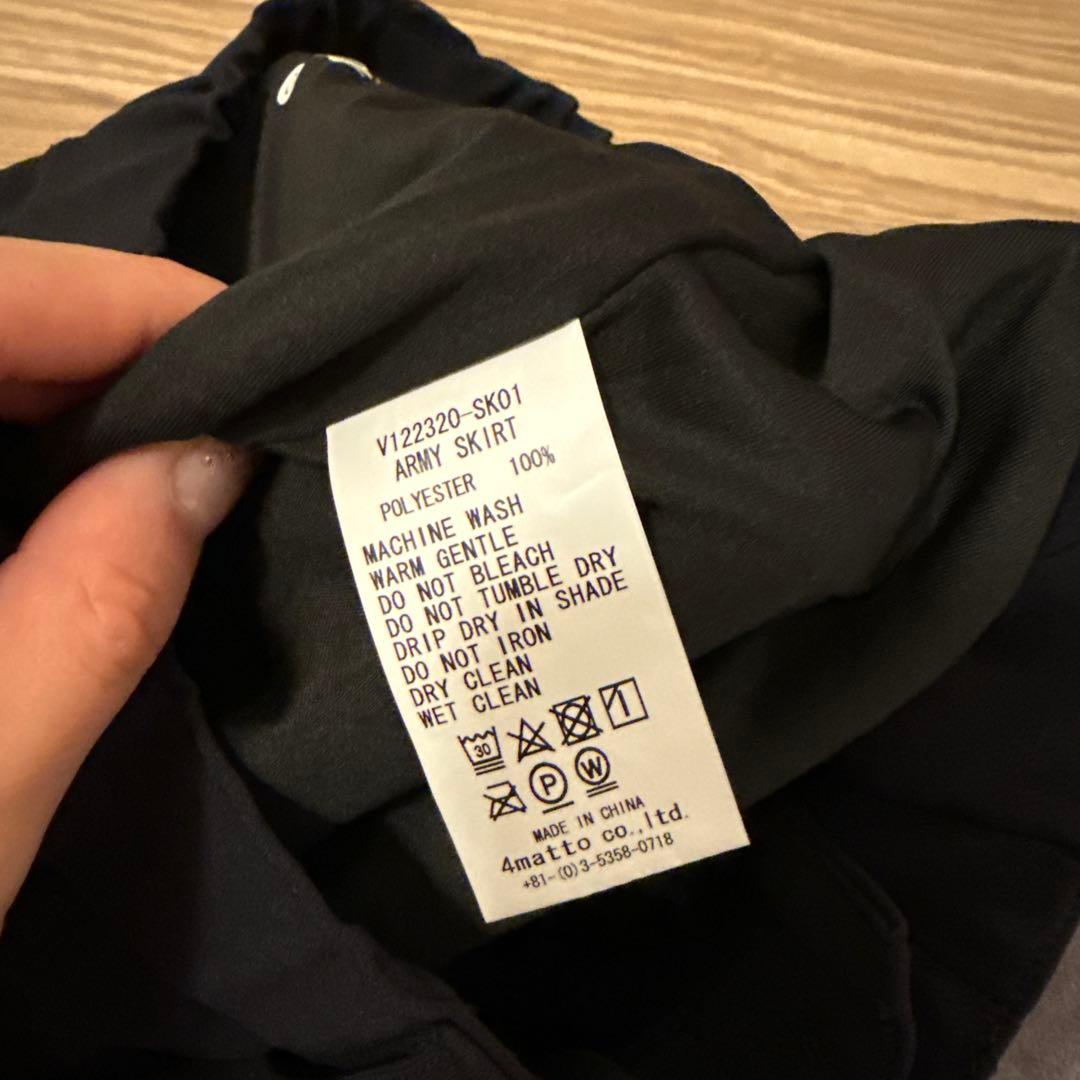 V122320-SK01
ARMY SKIRT
POLYESTER 100%
MACHINE WASH
WARM GENTLE
DO NOT BLEACH
DO NOT TUMBLE DRY
DRIP DRY IN SHADE
DO NOT IRON
DRY CLEAN
WET CLEAN
30
P W
MADE IN CHINA
4matto co.,ltd.
+81-(0)3-5358-0718